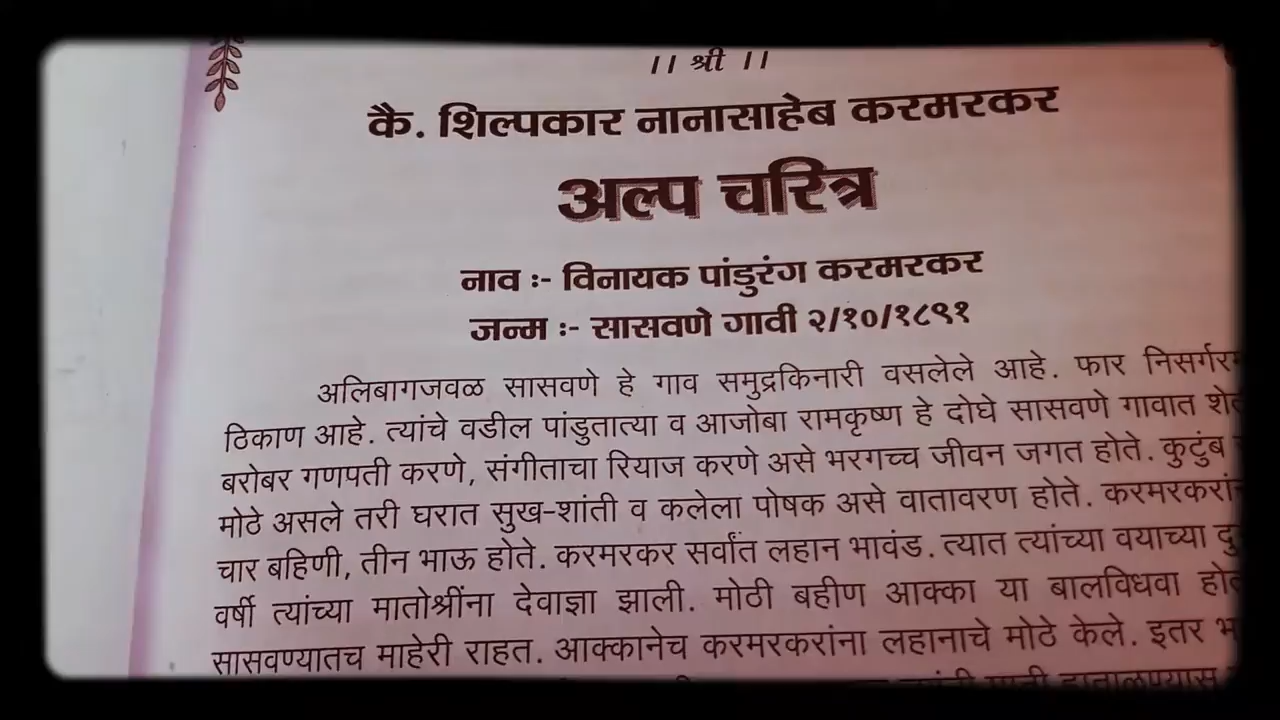 ।। श्री ।।
कै. शिल्पकार नानासाहेब करमरकर
अल्प चरित्र
नाव :- विनायक पांडुरंग करमरकर
जन्म :- सासवणे गावी २/१०/१८९१
अलिबागजवळ सासवणे हे गाव समुद्रकिनारी वसलेले आहे. फार
ठिकाण आहे. त्यांचे वडील पांडुतात्या व आजोबा रामकृष्ण हे दोघे सासवणे गावात
बरोबर गणपती करणे, संगीताचा रियाज करणे असे भरगच्च जीवन जगत होते. कुटुंब
मोठे असले तरी घरात सुख-शांती व कलेला पोषक असे वातावरण होते.
चार बहिणी, तीन भाऊ होते. करमरकर सर्वांत लहान भावंड. त्यात त्यांच्या वयाच्या
वर्षी त्यांच्या मातोश्रींना देवाज्ञा झाली. मोठी बहीण आक्का या बालविधवा
सासवण्यातच माहेरी राहत. आक्कानेच करमरकरांना लहानाचे मोठे केले. इतर